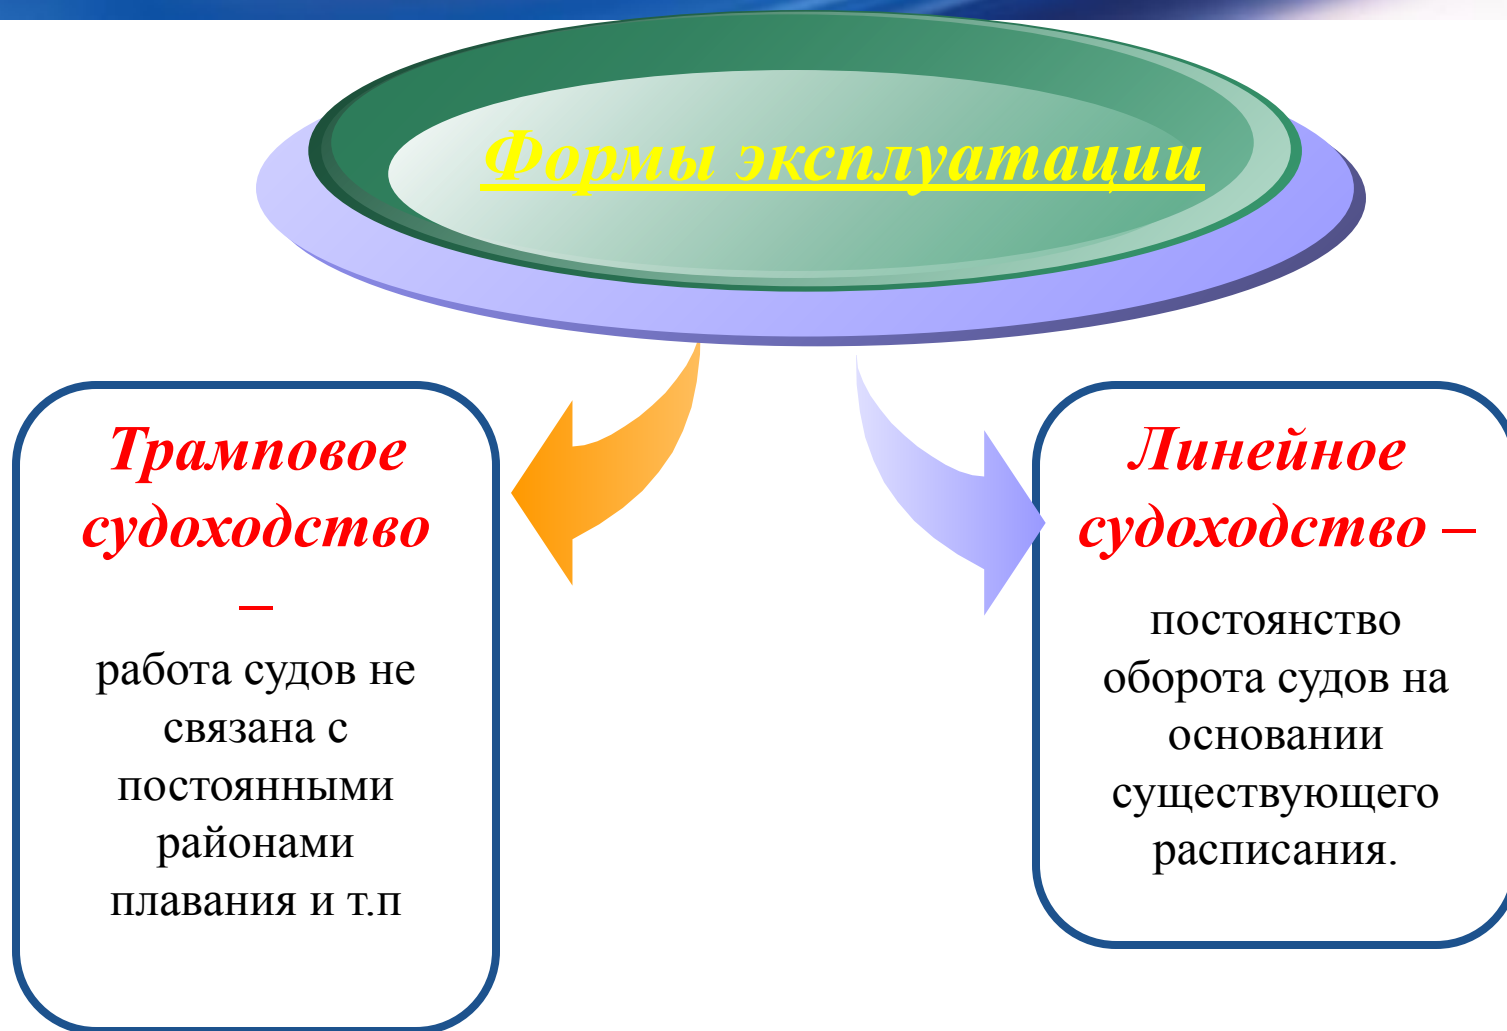 Формы эксплуатации
Трамповое
судоходство
–
работа судов не
связана с
постоянными
районами
плавания и т.п
Линейное
судоходство –
постоянство
оборота судов на
основании
существующего
расписания.